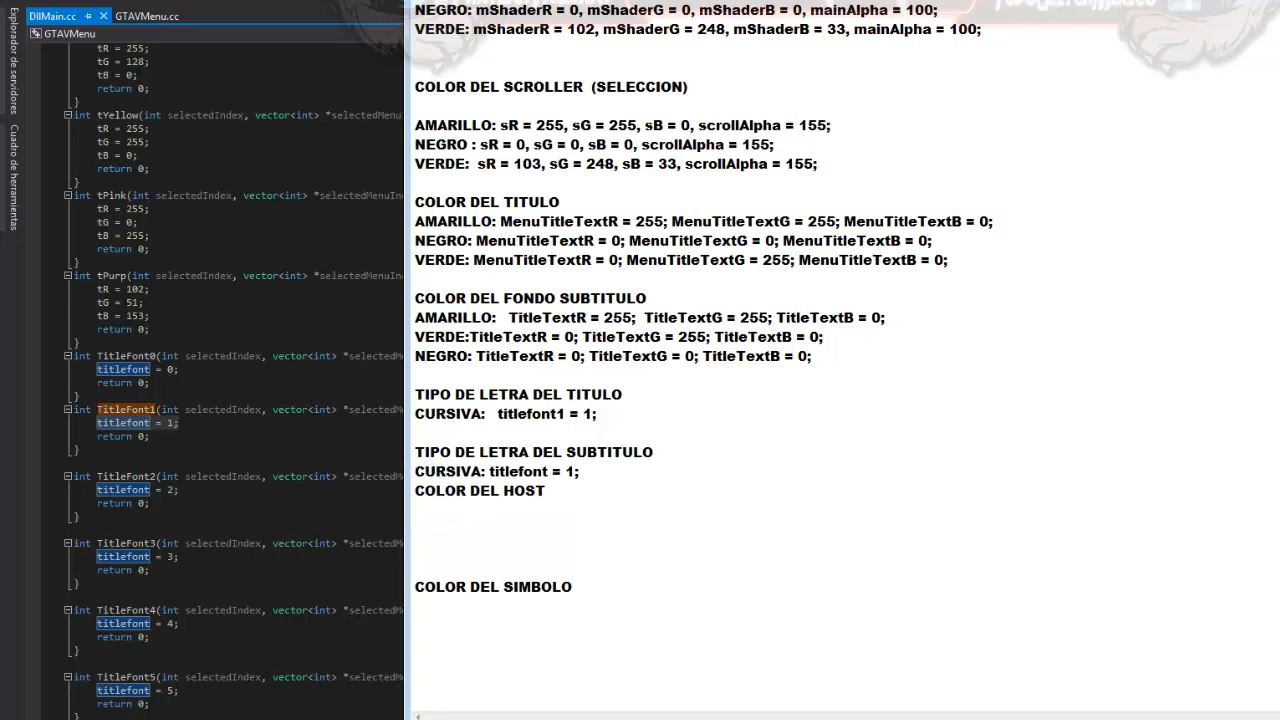 DllMain.cc
GTAVMenu.cc
GTAVMenu
Explorador de servidores
Cuadro de herramientas
tR = 255;
tG = 128;
tB = 0;
return 0;
}
int tYellow(int selectedIndex, vector<int> *selectedMenu
tR = 255;
tG = 255;
tB = 0;
return 0;
}
int tPink(int selectedIndex, vector<int> *selectedMenuIn
tR = 255;
tG = 0;
tB = 255;
return 0;
}
int tPurp(int selectedIndex, vector<int> *selectedMenuIn
tR = 102;
tG = 51;
tB = 153;
return 0;
}
int TitleFont0(int selectedIndex, vector<int> *selectedM
titlefont = 0;
return 0;
}
int TitleFont1(int selectedIndex, vector<int> *selectedM
titlefont = 1;
return 0;
}
int TitleFont2(int selectedIndex, vector<int> *selectedM
titlefont = 2;
return 0;
}
int TitleFont3(int selectedIndex, vector<int> *selectedM
titlefont = 3;
return 0;
}
int TitleFont4(int selectedIndex, vector<int> *selectedM
titlefont = 4;
return 0;
}
int TitleFont5(int selectedIndex, vector<int> *selectedM
titlefont = 5;
return 0;
}
NEGRO: mShaderR = 0, mShaderG = 0, mShaderB = 0, mainAlpha = 100;
VERDE: mShaderR = 102, mShaderG = 248, mShaderB = 33, mainAlpha = 100;
COLOR DEL SCROLLER (SELECCION)
AMARILLO: sR = 255, sG = 255, sB = 0, scrollAlpha = 155;
NEGRO : sR = 0, sG = 0, sB = 0, scrollAlpha = 155;
VERDE: sR = 103, sG = 248, sB = 33, scrollAlpha = 155;
COLOR DEL TITULO
AMARILLO: MenuTitleTextR = 255; MenuTitleTextG = 255; MenuTitleTextB = 0;
NEGRO: MenuTitleTextR = 0; MenuTitleTextG = 0; MenuTitleTextB = 0;
VERDE: MenuTitleTextR = 0; MenuTitleTextG = 255; MenuTitleTextB = 0;
COLOR DEL FONDO SUBTITULO
AMARILLO: TitleTextR = 255; TitleTextG = 255; TitleTextB = 0;
VERDE:TitleTextR = 0; TitleTextG = 255; TitleTextB = 0;
NEGRO: TitleTextR = 0; TitleTextG = 0; TitleTextB = 0;
TIPO DE LETRA DEL TITULO
CURSIVA: titlefont1 = 1;
TIPO DE LETRA DEL SUBTITULO
CURSIVA: titlefont = 1;
COLOR DEL HOST
COLOR DEL SIMBOLO